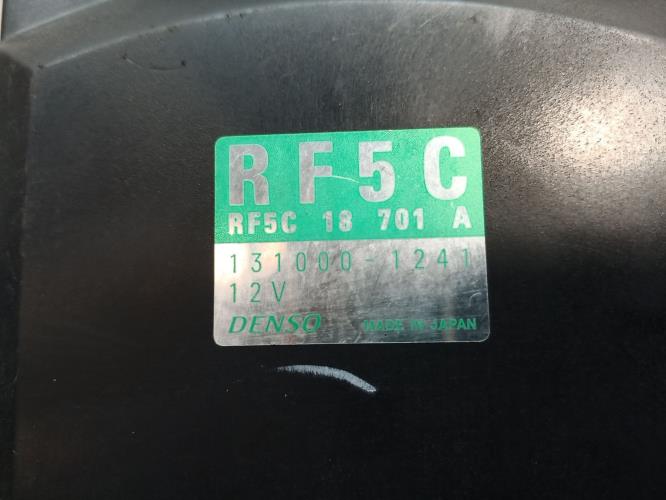 RF5C
RF5C 18 701 A
131000-1241
12V
DENSO MADE IN JAPAN